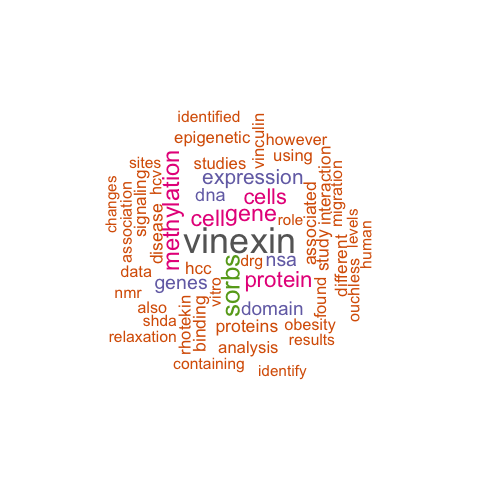 identified
epigenetic
vinculin
however
using
sites
studies
hcv
signaling
changes
association
disease
methylation
expression
dna
cells
cell
gene
role
associated
study
interaction
migration
vinexin
different
levels
human
ouchless
data
hcc
drg
nsa
sorbs
vitro
genes
protein
found
nmr
also
shda
relaxation
rhotekin
binding
domain
proteins
obesity
results
analysis
containing
identify